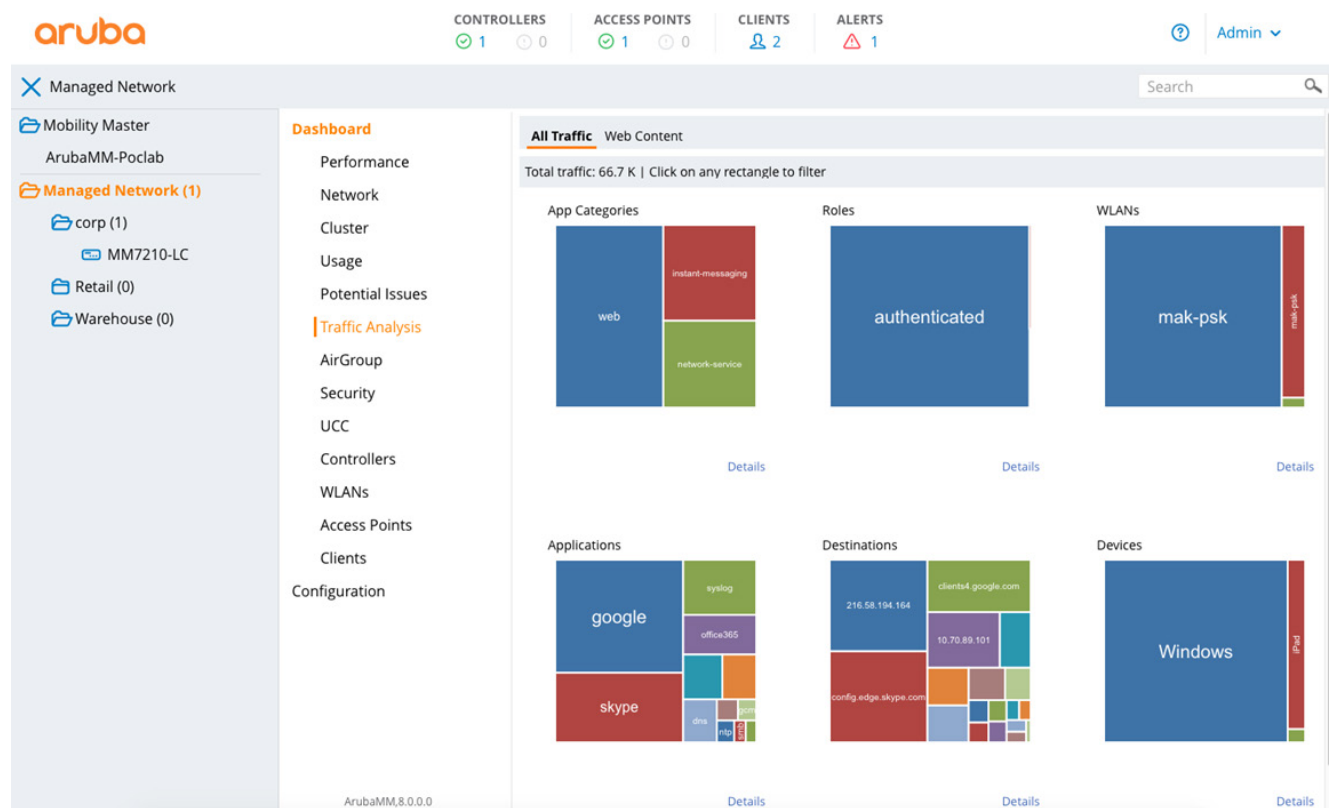 aruba
CONTROLLERS
1 0
ACCESS POINTS
1 0
CLIENTS
2
ALERTS
1
Admin
Managed Network
Search
Mobility Master
ArubaMM-Poclab
Managed Network (1)
corp (1)
MM7210-LC
Retail (0)
Warehouse (0)
Dashboard
Performance
Network
Cluster
Usage
Potential Issues
Traffic Analysis
AirGroup
Security
UCC
Controllers
WLANs
Access Points
Clients
Configuration
ArubaMM,8.0.0.0
All Traffic Web Content
Total traffic: 66.7 K | Click on any rectangle to filter
App Categories
web
instant-messaging
network-service
Details
Roles
authenticated
Details
WLANs
mak-psk
mak-psk
Details
Applications
google
skype
syslog
office365
dns
gcm
ntp
smb
Details
Destinations
216.58.194.164
clients4.google.com
10.70.89.101
config.edge.skype.com
Details
Devices
Windows
iPad
Details